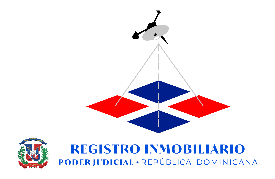 REGISTRO INMOBILIARIO
PODER JUDICIAL • REPÚBLICA DOMINICANA